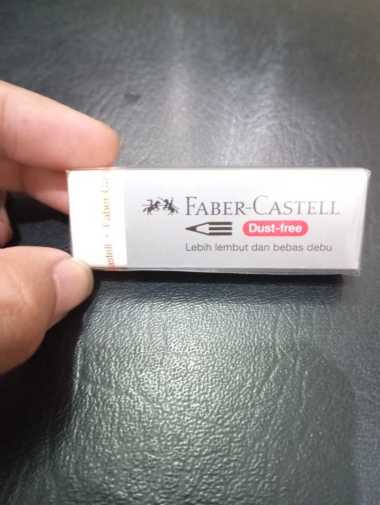 FABER-CASTELL
Dust-free
Lebih lembut dan bebas debu